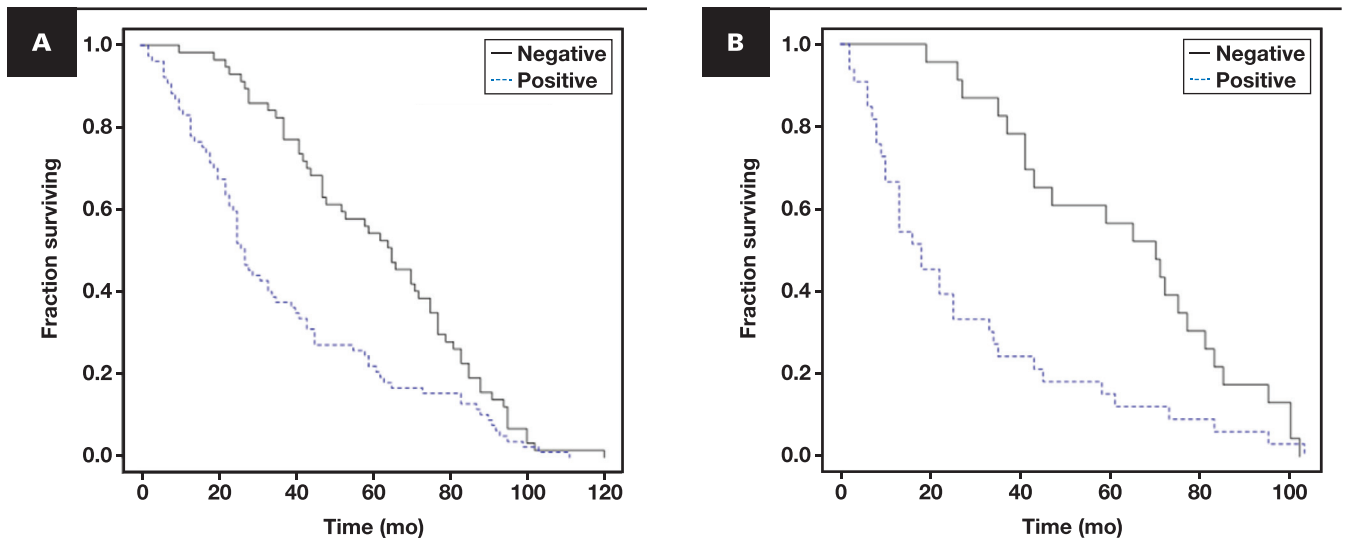 A
1.0
0.8
0.6
0.4
0.2
0.0
Fraction surviving
Negative
Positive
0 20 40 60 80 100 120
Time (mo)
B
1.0
0.8
0.6
0.4
0.2
0.0
Fraction surviving
Negative
Positive
0 20 40 60 80 100
Time (mo)